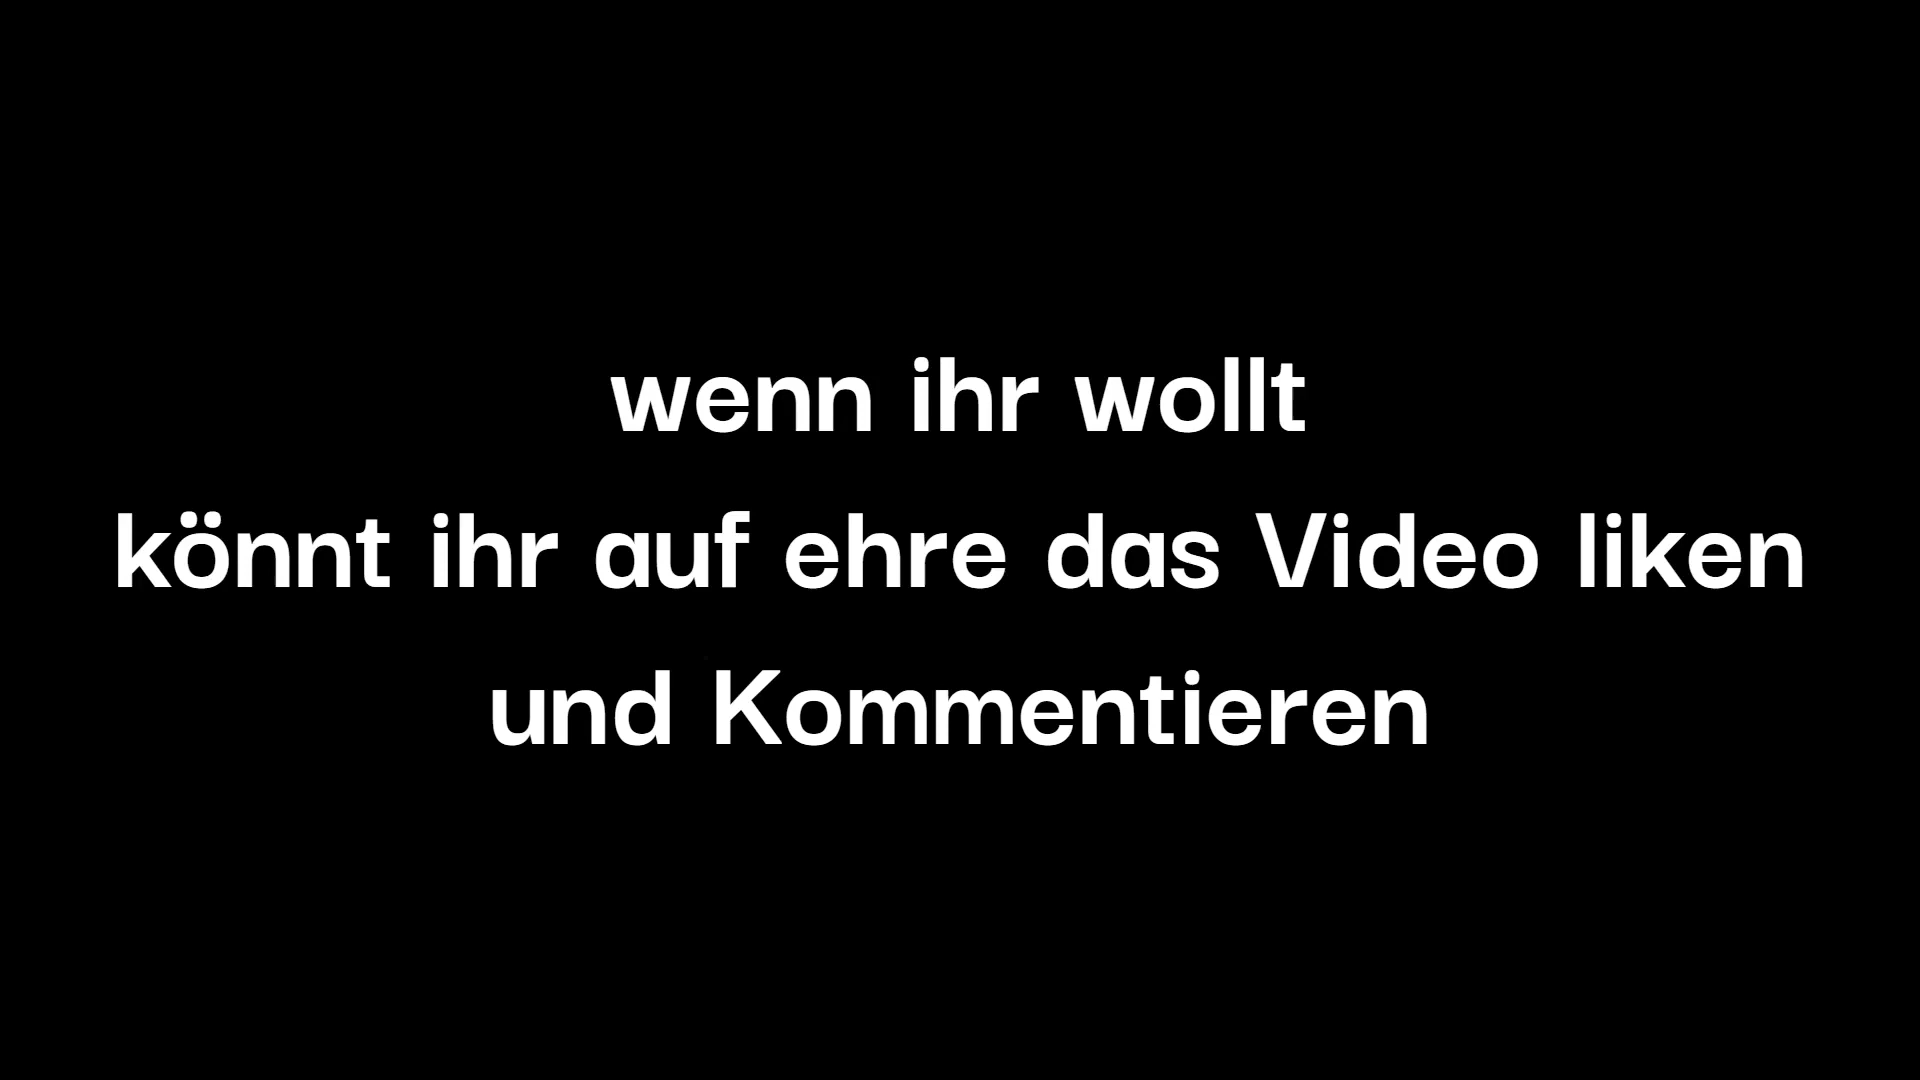 wenn ihr wollt
könnt ihr auf ehre das Video liken
und Kommentieren